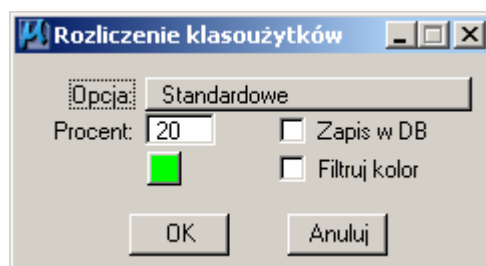 Rozliczenie klasoużytków
Opcja: Standardowe
Procent: 20 Zapis w DB
Filtruj kolor
OK Anuluj